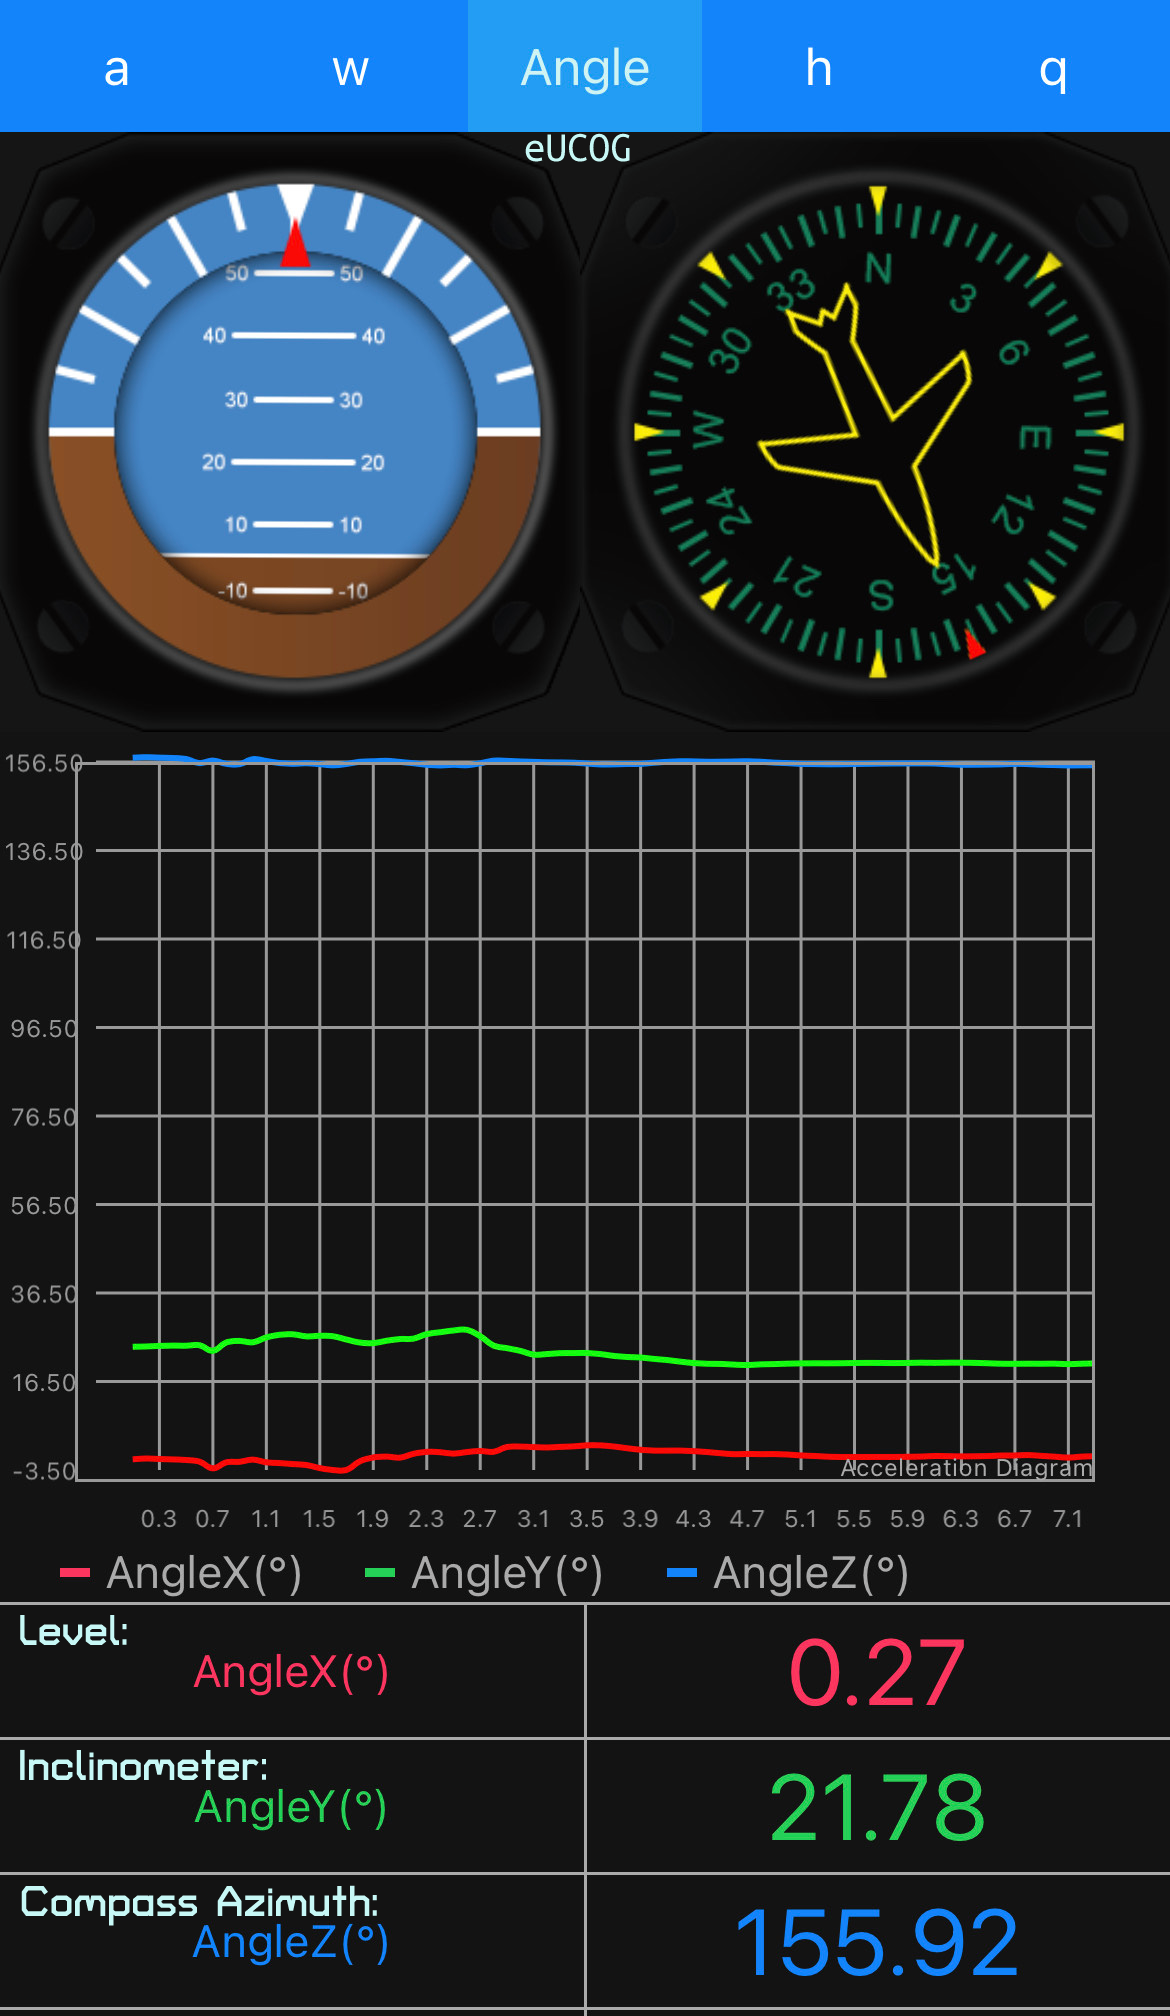 a w Angle h q
eUCOG
50 50
40 40
30 30
20 20
10 10
-10 -10
N
33 3
30 6
W E
24 12
21 15
S
156.50
136.50
116.50
96.50
76.50
56.50
36.50
16.50
-3.50
Acceleration Diagram
0.3 0.7 1.1 1.5 1.9 2.3 2.7 3.1 3.5 3.9 4.3 4.7 5.1 5.5 5.9 6.3 6.7 7.1
AngleX(°) AngleY(°) AngleZ(°)
Level:
AngleX(°) 0.27
Inclinometer:
AngleY(°) 21.78
Compass Azimuth:
AngleZ(°) 155.92